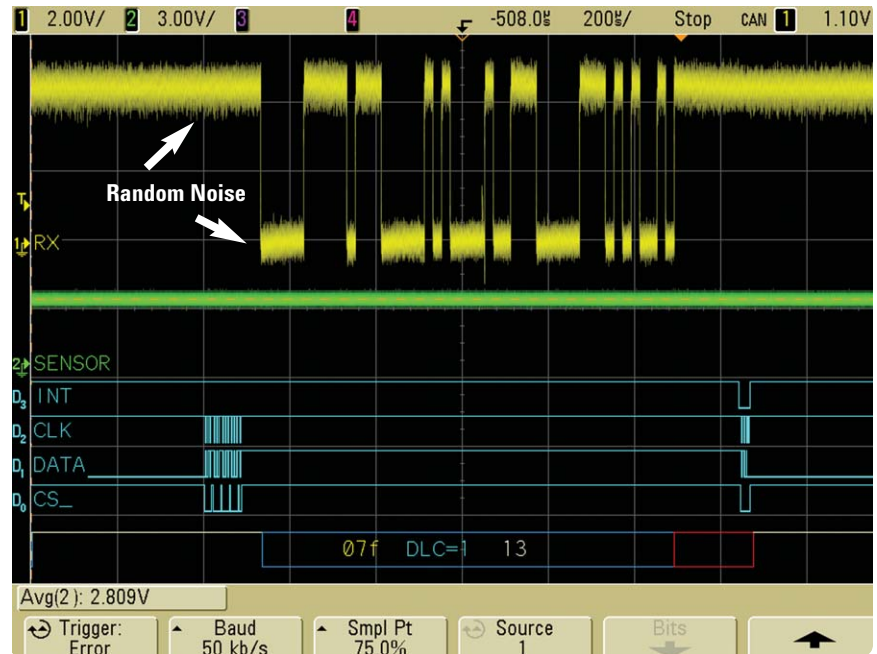 1 2.00V/ 2 3.00V/ 3 4 -508.0µs 200µs/ Stop CAN 1 1.10V
Random Noise
T
1 RX
2 SENSOR
D3 INT
D2 CLK
D1 DATA
D0 CS_
07f DLC=1 13
Avg(2): 2.809V
Trigger: Baud Smpl Pt Source Bits
Error 50 kb/s 75.0% 1